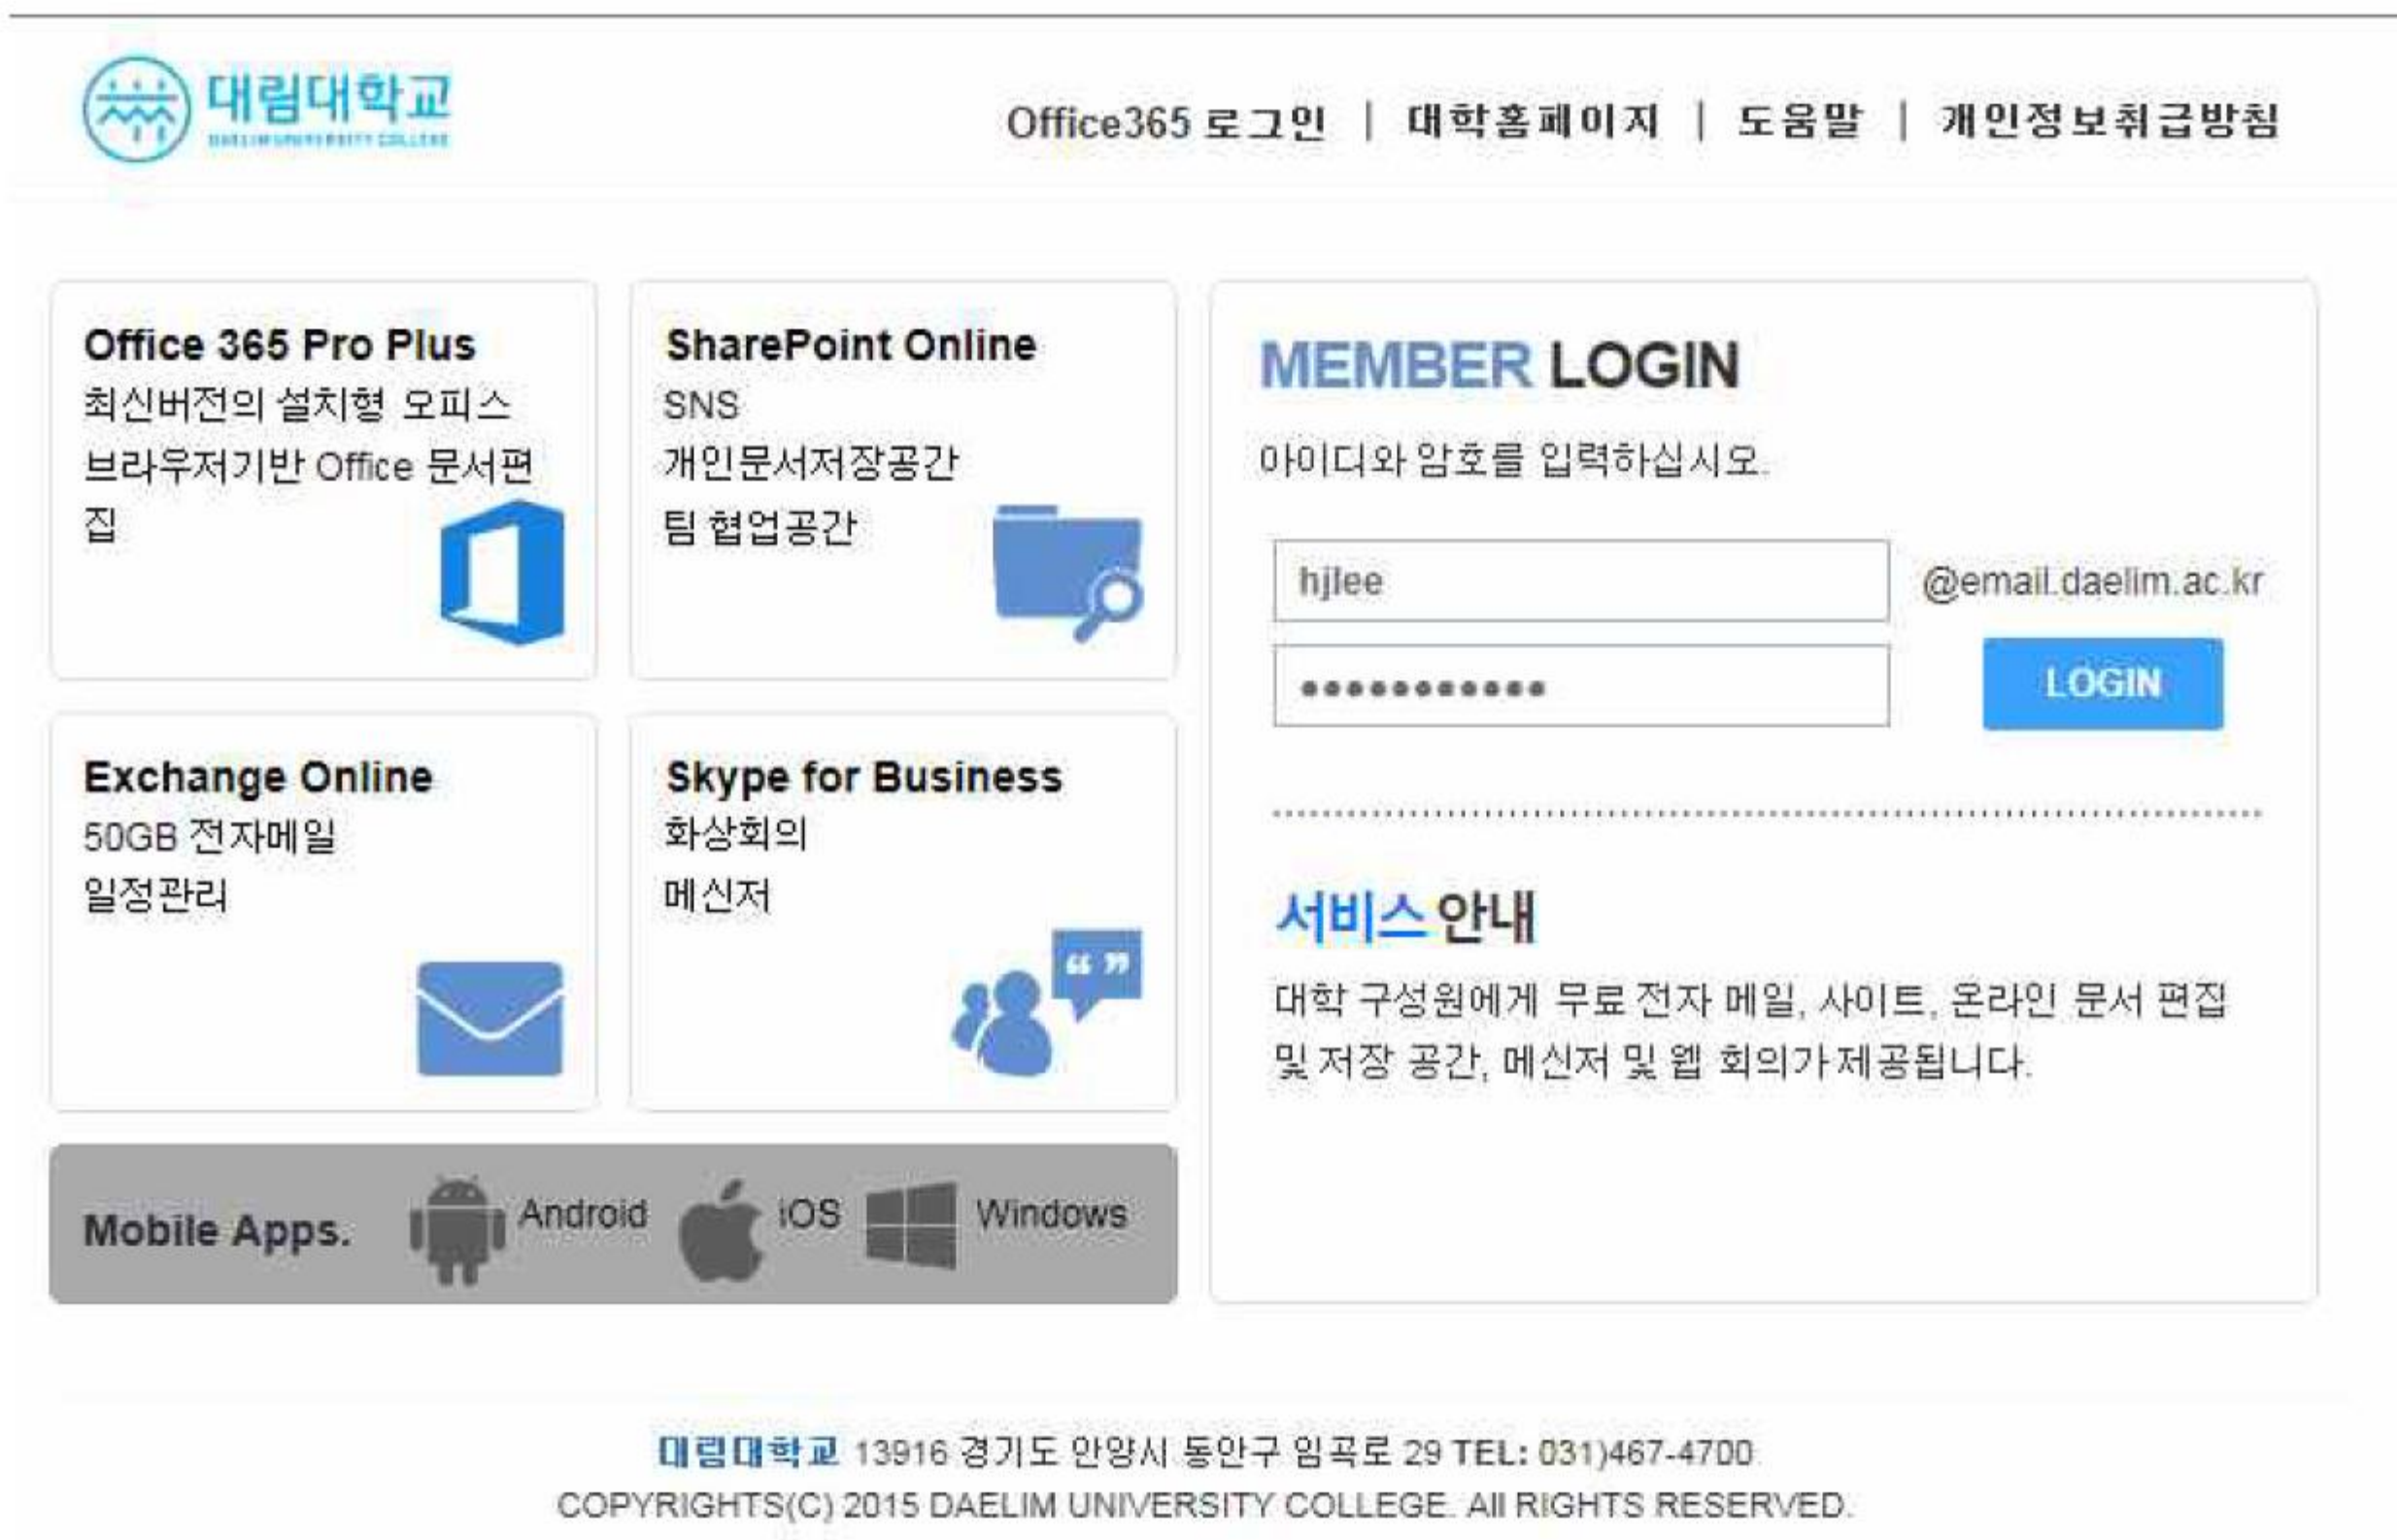 대림대학교
DAELIM UNIVERSITY COLLEGE
Office365 로그인 | 대학홈페이지 | 도움말 | 개인정보취급방침
Office 365 Pro Plus
최신버전의 설치형 오피스
브라우저기반 Office 문서편
집
SharePoint Online
SNS
개인문서저장공간
팀 협업공간
Exchange Online
50GB 전자메일
일정관리
Skype for Business
화상회의
메신저
Mobile Apps. Android iOS Windows
MEMBER LOGIN
아이디와 암호를 입력하십시오.
hjlee @email.daelim.ac.kr
••••••••••• LOGIN
서비스 안내
대학 구성원에게 무료 전자 메일, 사이트, 온라인 문서 편집
및 저장 공간, 메신저 및 웹 회의가 제공됩니다.
대림대학교 13916 경기도 안양시 동안구 임곡로 29 TEL: 031)467-4700
COPYRIGHTS(C) 2015 DAELIM UNIVERSITY COLLEGE. All RIGHTS RESERVED.